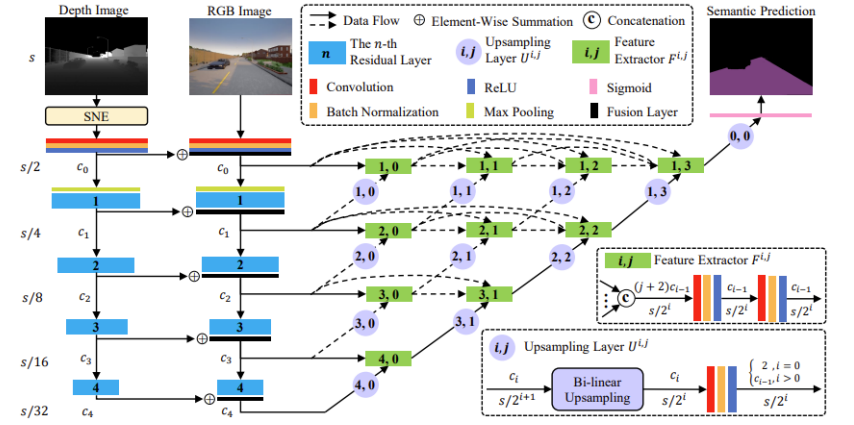 Depth Image
RGB Image
Semantic Prediction
Data Flow
Element-Wise Summation
c Concatenation
n
The n-th
Residual Layer
i,j
Upsampling
Layer U^{i,j}
i,j
Feature
Extractor F^{i,j}
Convolution
ReLU
Sigmoid
Batch Normalization
Max Pooling
Fusion Layer
s
SNE
0, 0
s/2
c_0
c_0
1, 0
1, 1
1, 2
1, 3
1, 0
1, 1
1, 2
1, 3
1
1
s/4
c_1
c_1
2, 0
2, 1
2, 2
2, 0
2, 1
2, 2
2
2
s/8
c_2
c_2
3, 0
3, 1
3, 0
3, 1
3
3
s/16
c_3
c_3
4, 0
4, 0
4
4
s/32
c_4
c_4
i,j Feature Extractor F^{i,j}
c
(j + 2)c_{i-1}
c_{i-1}
c_{i-1}
s/2^i
s/2^i
s/2^i
i,j Upsampling Layer U^{i,j}
c_i
s/2^{i+1}
Bi-linear
Upsampling
c_i
s/2^i
{ 2 , i = 0
c_{i-1}, i > 0
s/2^i